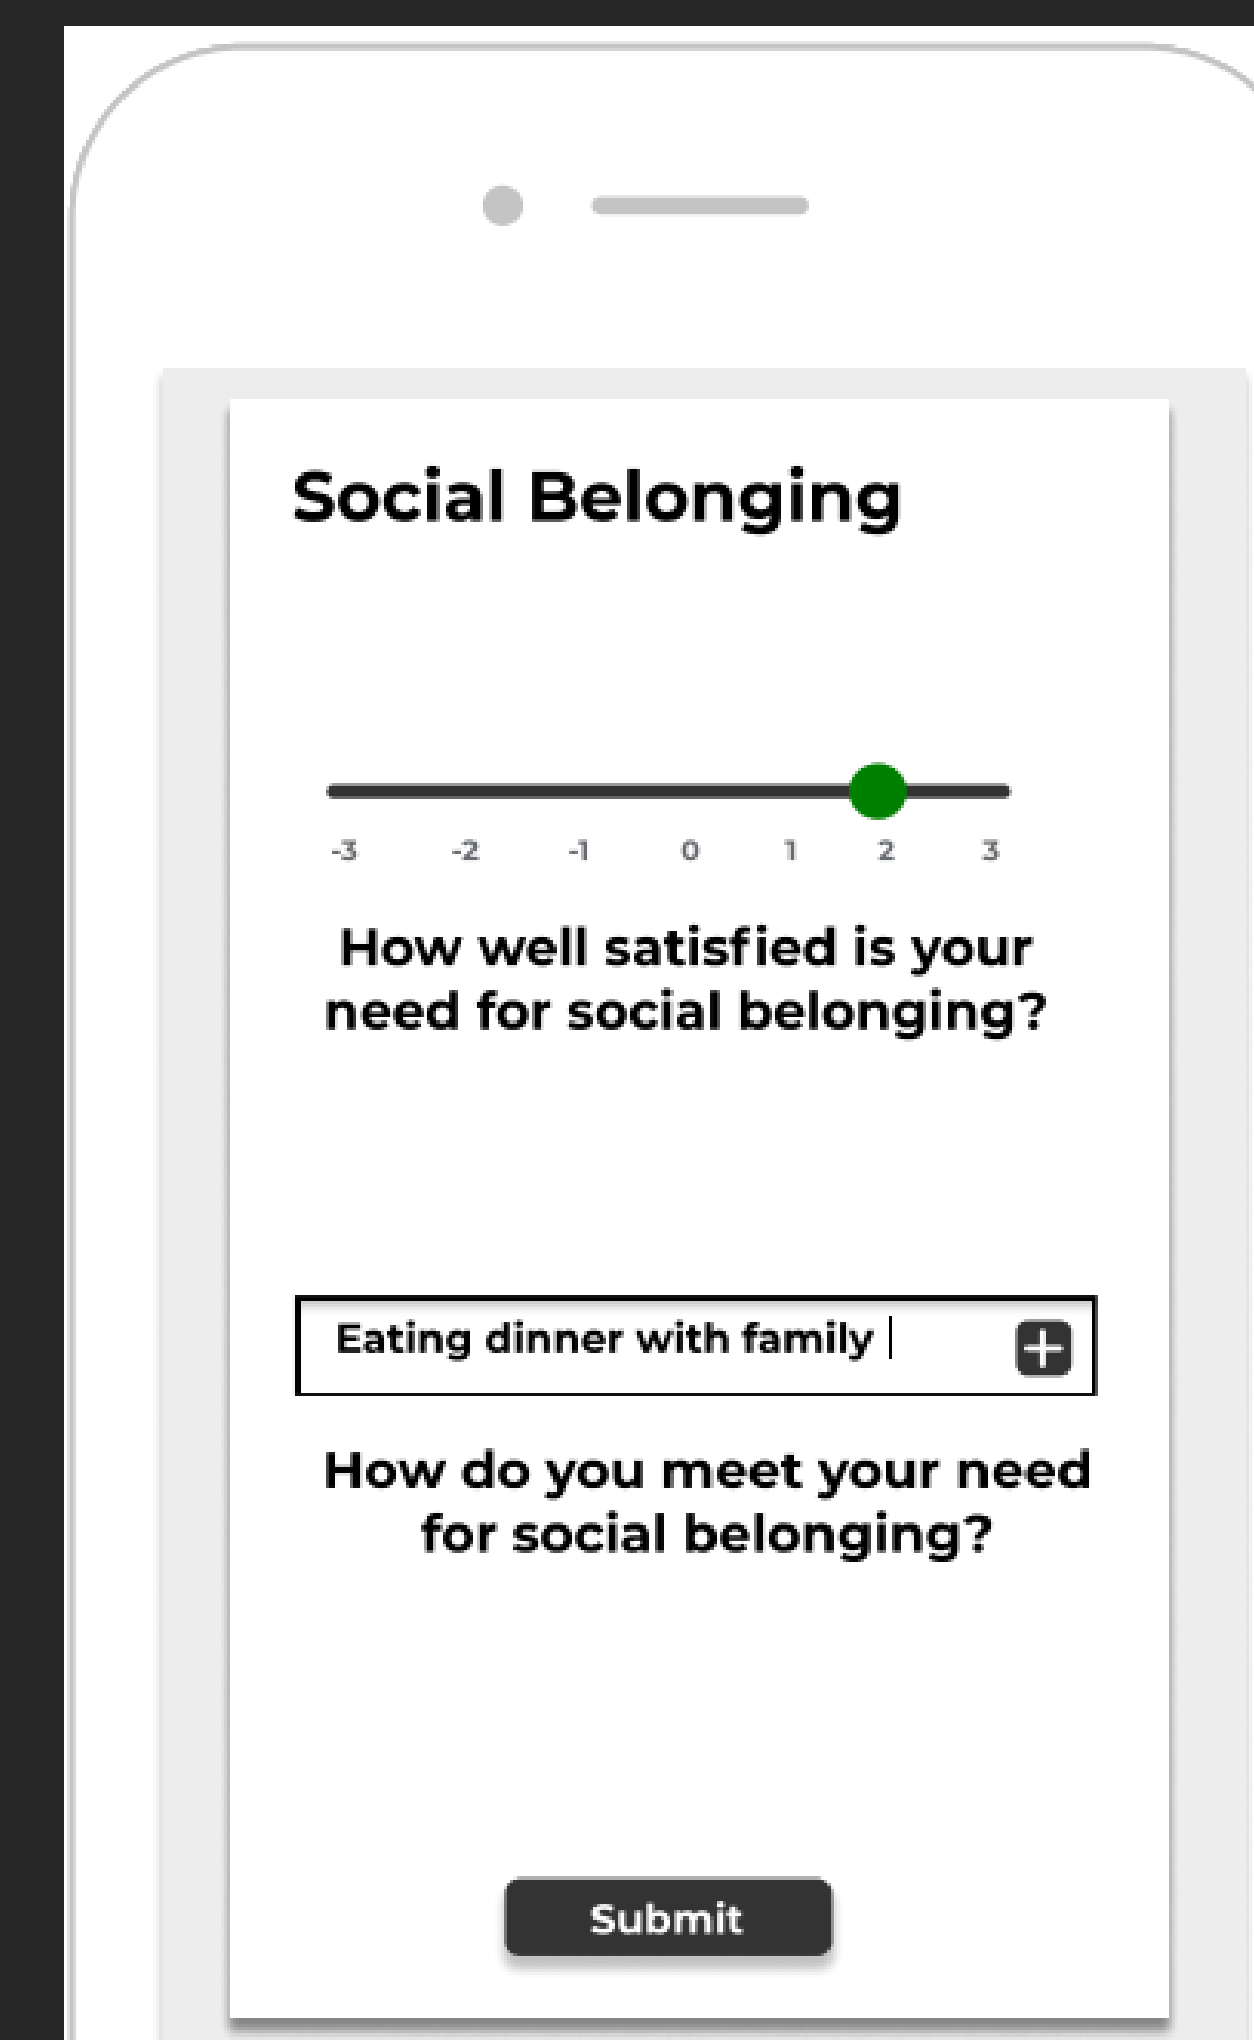 Social Belonging
-3 -2 -1 0 1 2 3
How well satisfied is your
need for social belonging?
Eating dinner with family
How do you meet your need
for social belonging?
Submit